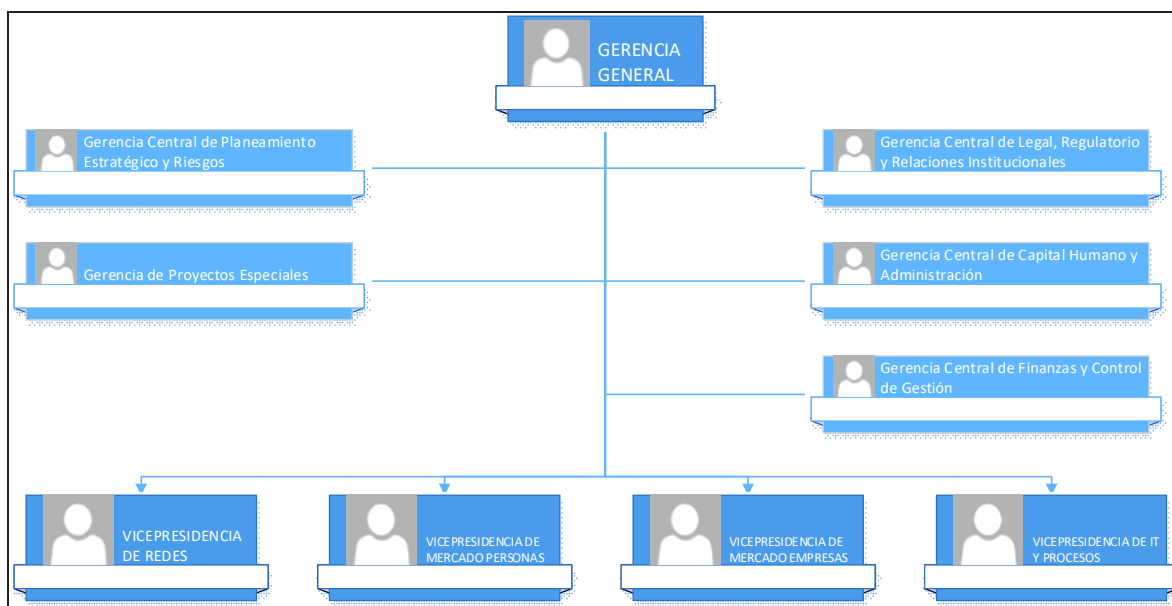 GERENCIA
GENERAL
Gerencia Central de Planeamiento
Estratégico y Riesgos
Gerencia Central de Legal, Regulatorio
y Relaciones Institucionales
Gerencia de Proyectos Especiales
Gerencia Central de Capital Humano y
Administración
Gerencia Central de Finanzas y Control
de Gestión
VICEPRESIDENCIA
DE REDES
VICEPRESIDENCIA DE
MERCADO PERSONAS
VICEPRESIDENCIA DE
MERCADO EMPRESAS
VICEPRESIDENCIA DE IT
Y PROCESOS